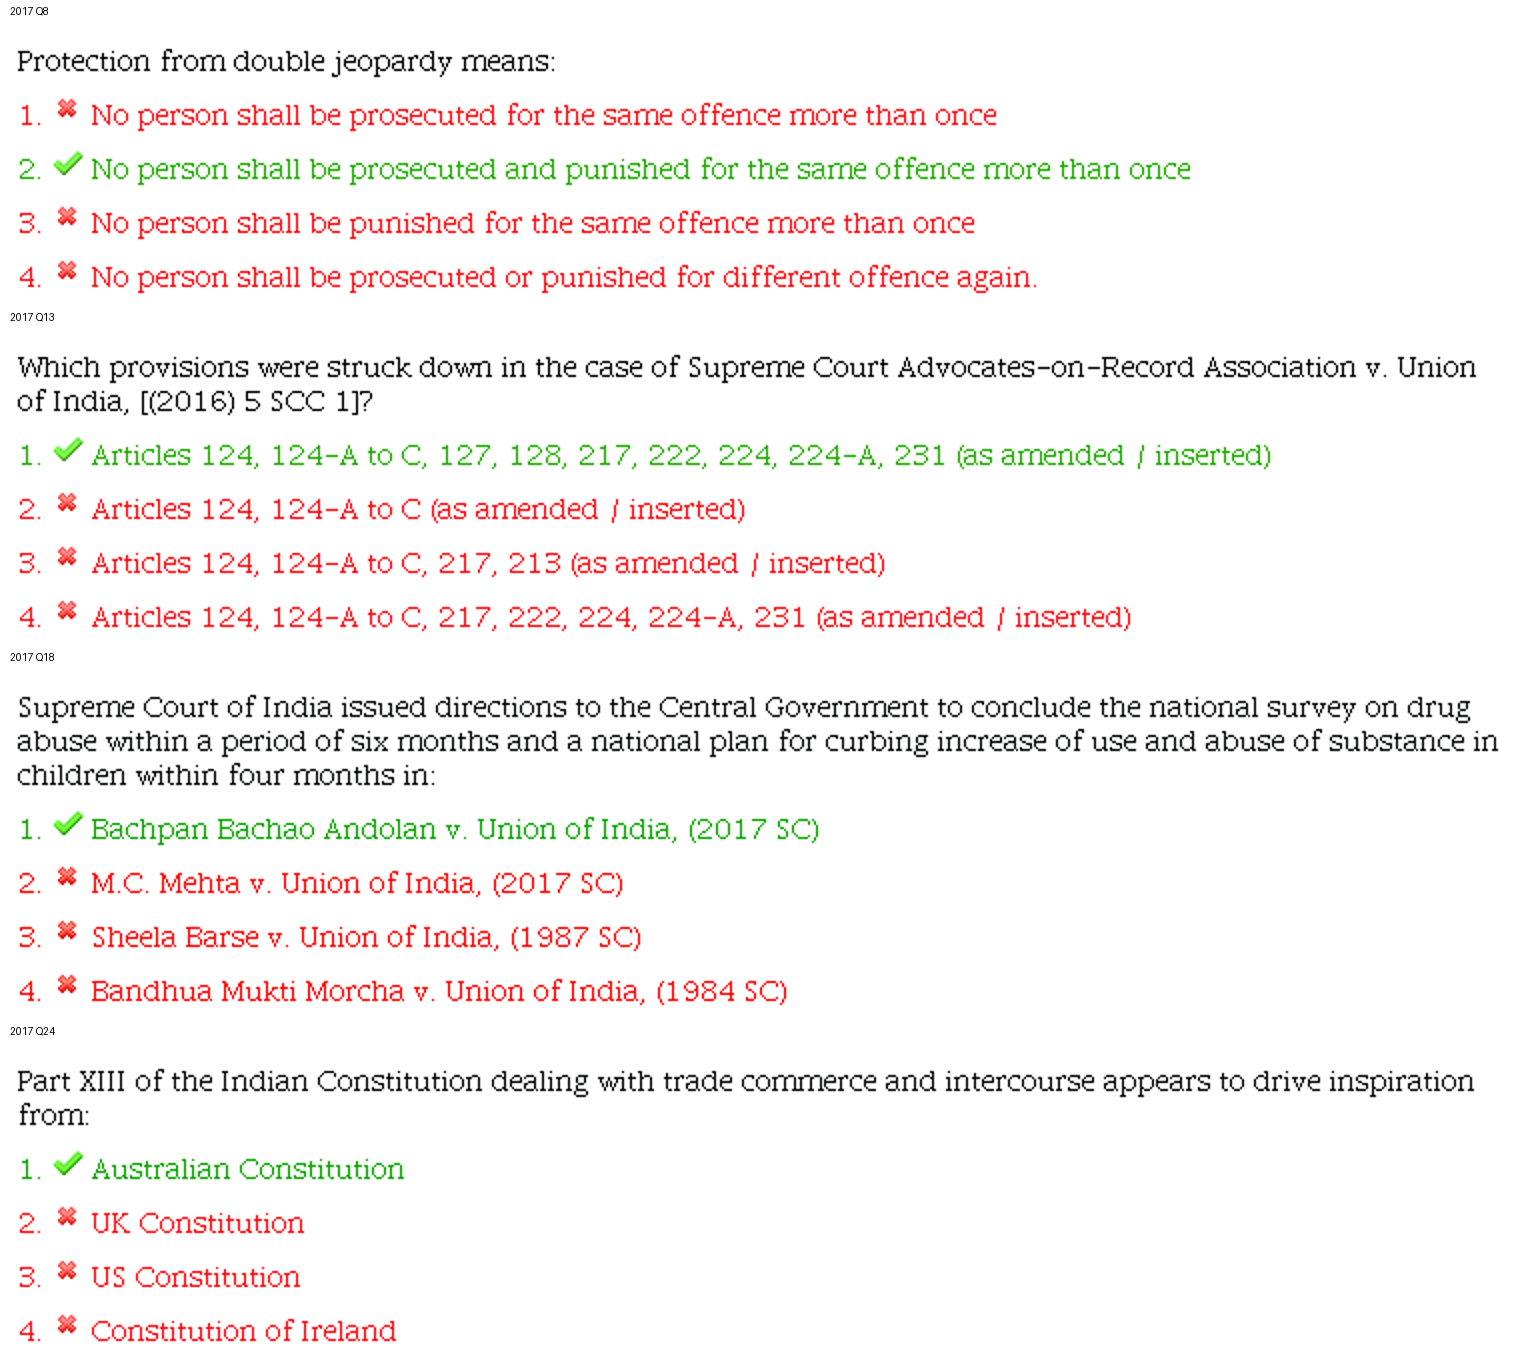 2017 Q8
Protection from double jeopardy means:
1. No person shall be prosecuted for the same offence more than once
2. No person shall be prosecuted and punished for the same offence more than once
3. No person shall be punished for the same offence more than once
4. No person shall be prosecuted or punished for different offence again.
2017 Q13
Which provisions were struck down in the case of Supreme Court Advocates-on-Record Association v. Union
of India, [(2016) 5 SCC 1]?
1. Articles 124, 124-A to C, 127, 128, 217, 222, 224, 224-A, 231 (as amended / inserted)
2. Articles 124, 124-A to C (as amended / inserted)
3. Articles 124, 124-A to C, 217, 213 (as amended / inserted)
4. Articles 124, 124-A to C, 217, 222, 224, 224-A, 231 (as amended / inserted)
2017 Q18
Supreme Court of India issued directions to the Central Government to conclude the national survey on drug
abuse within a period of six months and a national plan for curbing increase of use and abuse of substance in
children within four months in:
1. Bachpan Bachao Andolan v. Union of India, (2017 SC)
2. M.C. Mehta v. Union of India, (2017 SC)
3. Sheela Barse v. Union of India, (1987 SC)
4. Bandhua Mukti Morcha v. Union of India, (1984 SC)
2017 Q24
Part XIII of the Indian Constitution dealing with trade commerce and intercourse appears to drive inspiration
from:
1. Australian Constitution
2. UK Constitution
3. US Constitution
4. Constitution of Ireland